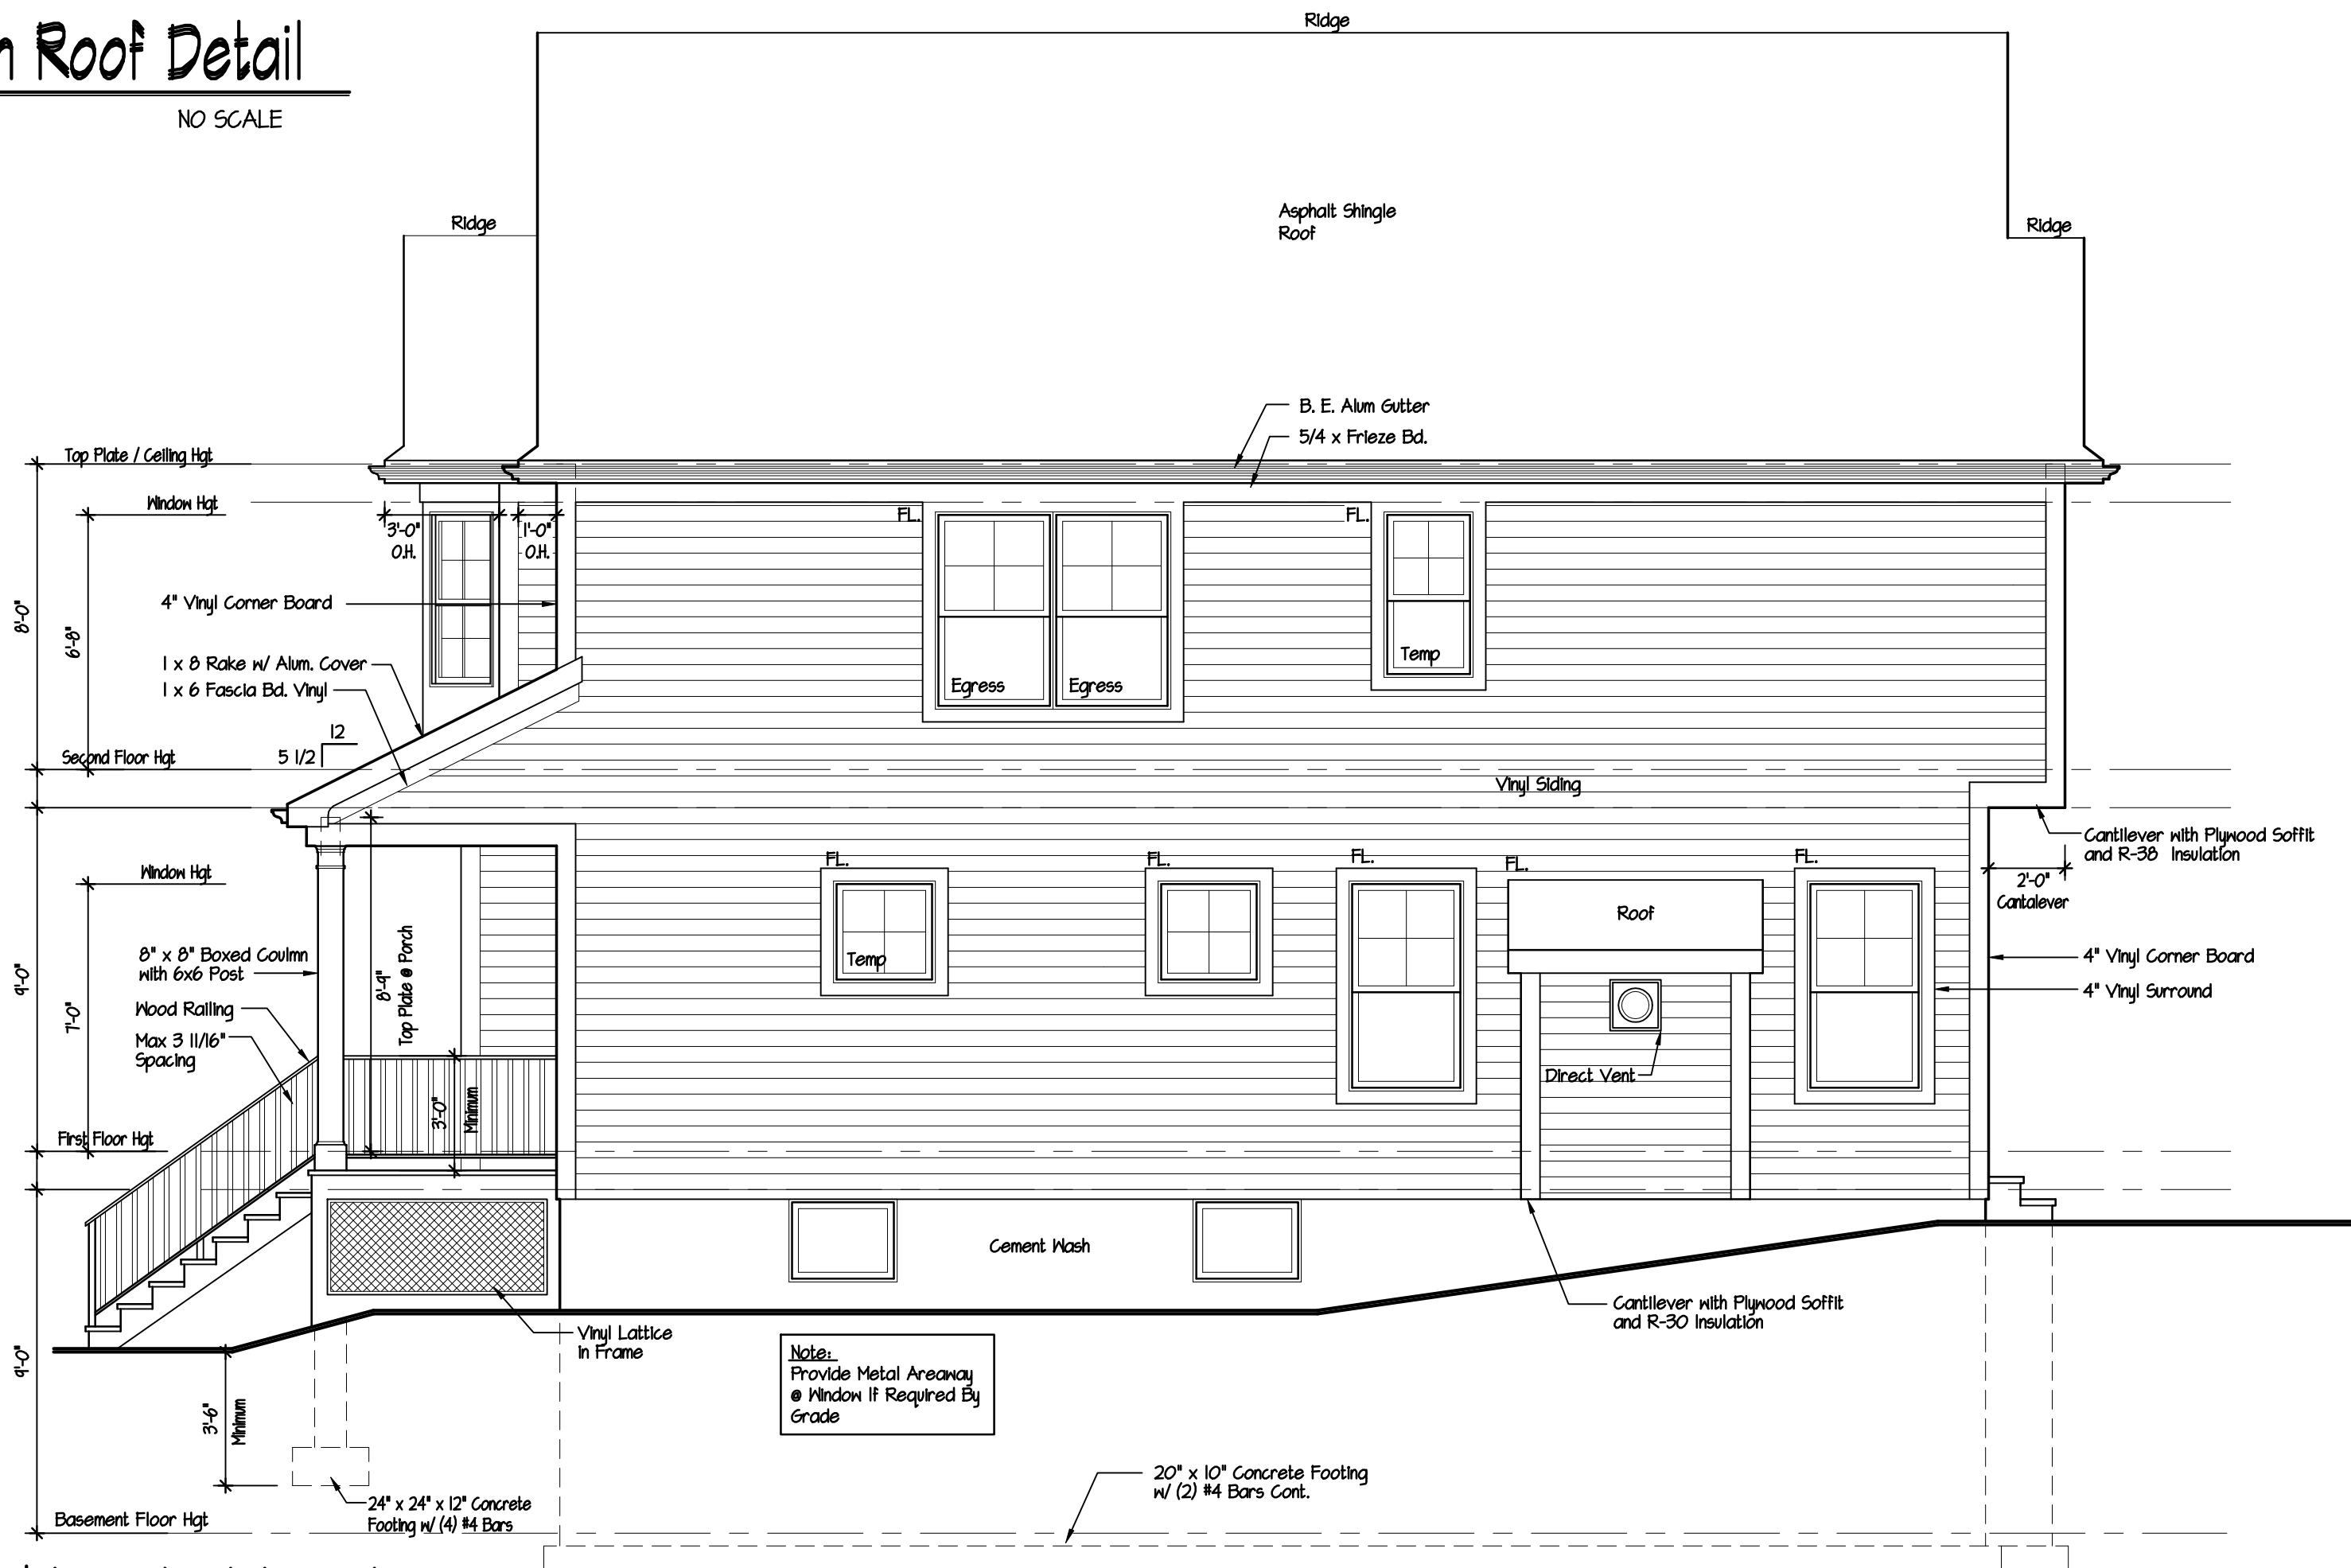 Roof Detail
NO SCALE
Ridge
Ridge
Asphalt Shingle
Roof
Ridge
B. E. Alum Gutter
5/4 x Frieze Bd.
Top Plate / Ceiling Hgt
Window Hgt
3'-0"
O.H.
1'-0"
O.H.
FL.
FL.
8'-0"
6'-8"
4" Vinyl Corner Board
1 x 8 Rake w/ Alum. Cover
1 x 6 Fascia Bd. Vinyl
Temp
Egress
Egress
12
5 1/2
Second Floor Hgt
Vinyl Siding
Cantilever with Plywood Soffit
and R-38 Insulation
2'-0"
Cantalever
Window Hgt
FL.
FL.
FL.
FL.
FL.
Roof
Temp
8" x 8" Boxed Coulmn
with 6x6 Post
Wood Railing
Max 3 11/16"
Spacing
9'-0"
7'-0"
8'-9"
Top Plate @ Porch
3'-0"
Minimum
4" Vinyl Corner Board
4" Vinyl Surround
Direct Vent
First Floor Hgt
Cement Wash
Cantilever with Plywood Soffit
and R-30 Insulation
Vinyl Lattice
in Frame
Note:
Provide Metal Areaway
@ Window If Required By
Grade
9'-0"
3'-6"
Minimum
24" x 24" x 12" Concrete
Footing w/ (4) #4 Bars
20" x 10" Concrete Footing
w/ (2) #4 Bars Cont.
Basement Floor Hgt